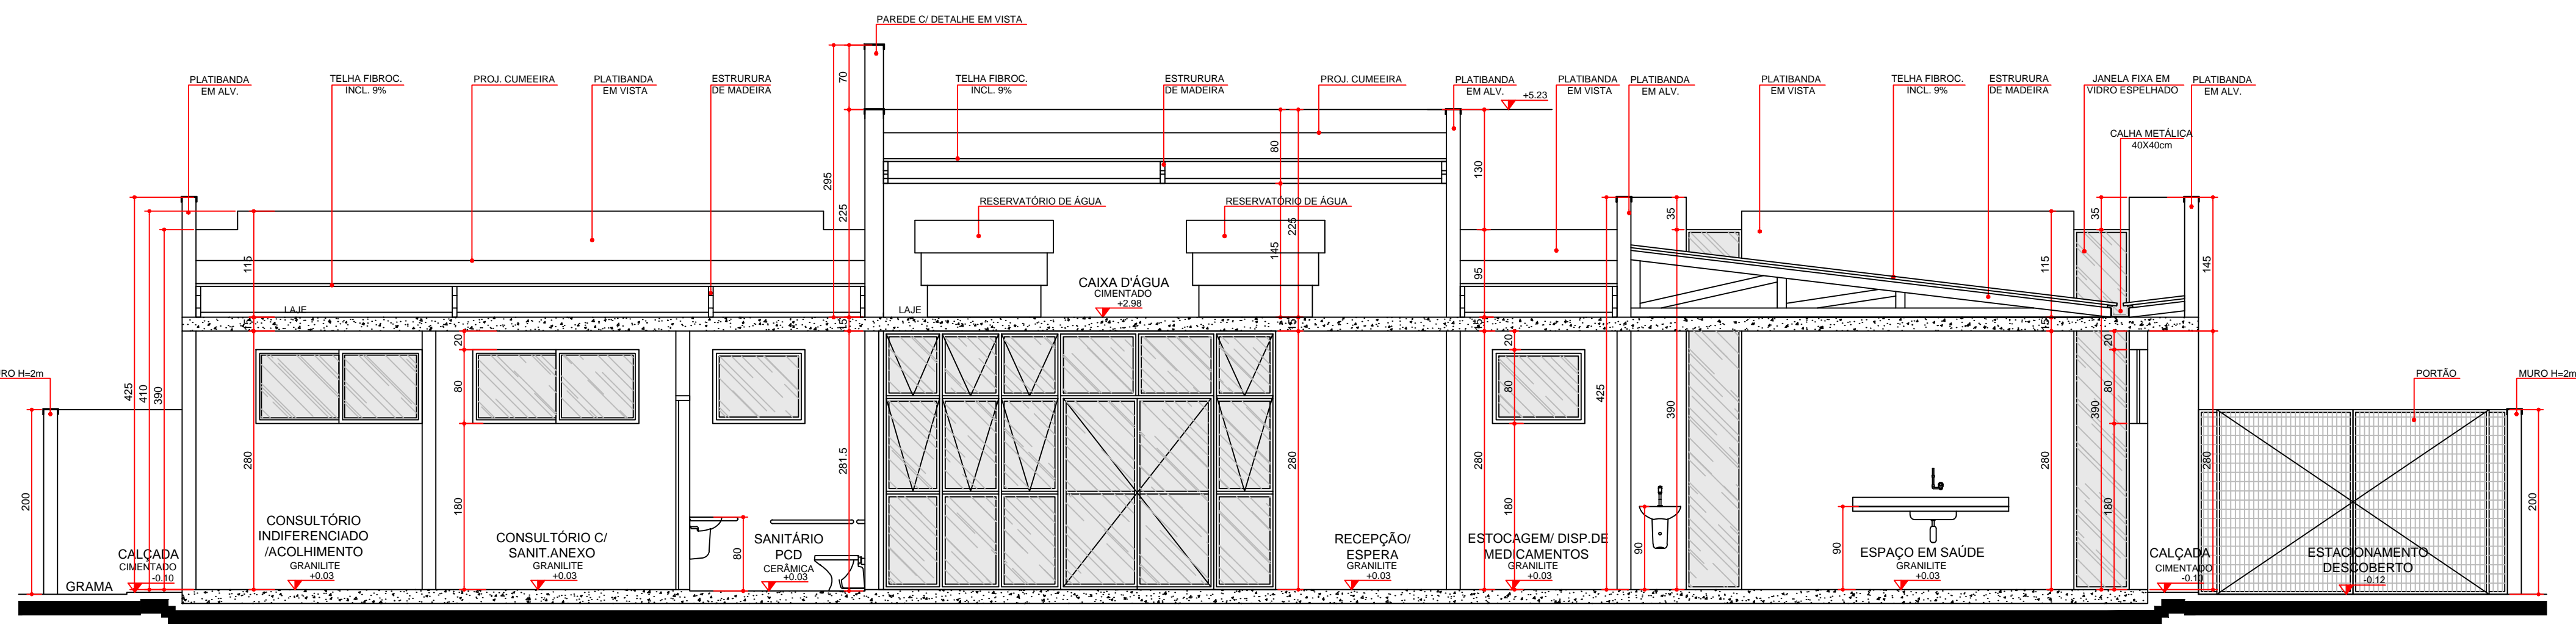 PAREDE C/ DETALHE EM VISTA
PLATIBANDA
EM ALV.
TELHA FIBROC.
INCL. 9%
PROJ. CUMEEIRA
PLATIBANDA
EM VISTA
ESTRURURA
DE MADEIRA
TELHA FIBROC.
INCL. 9%
ESTRURURA
DE MADEIRA
PROJ. CUMEEIRA
PLATIBANDA
EM ALV.
PLATIBANDA
EM VISTA
PLATIBANDA
EM ALV.
PLATIBANDA
EM VISTA
TELHA FIBROC.
INCL. 9%
ESTRURURA
DE MADEIRA
JANELA FIXA EM
VIDRO ESPELHADO
PLATIBANDA
EM ALV.
+5.23
CALHA METÁLICA
40X40cm
70
295
225
80
145
225
130
95
35
35
115
145
115
RESERVATÓRIO DE ÁGUA
RESERVATÓRIO DE ÁGUA
CAIXA D'ÁGUA
CIMENTADO
+2.98
LAJE
LAJE
15
15
15
15
15
20
20
20
RO H=2m
425
410
390
80
425
390
80
390
80
PORTÃO
MURO H=2m
200
280
180
281.5
280
280
180
280
180
280
200
80
90
90
GRAMA
CALÇADA
CIMENTADO
-0.10
CONSULTÓRIO
INDIFERENCIADO
/ACOLHIMENTO
GRANILITE
+0.03
CONSULTÓRIO C/
SANIT.ANEXO
GRANILITE
+0.03
SANITÁRIO
PCD
CERÂMICA
+0.03
RECEPÇÃO/
ESPERA
GRANILITE
+0.03
ESTOCAGEM/ DISP.DE
MEDICAMENTOS
GRANILITE
+0.03
ESPAÇO EM SAÚDE
GRANILITE
+0.03
CALÇADA
CIMENTADO
-0.10
ESTACIONAMENTO
DESCOBERTO
-0.12